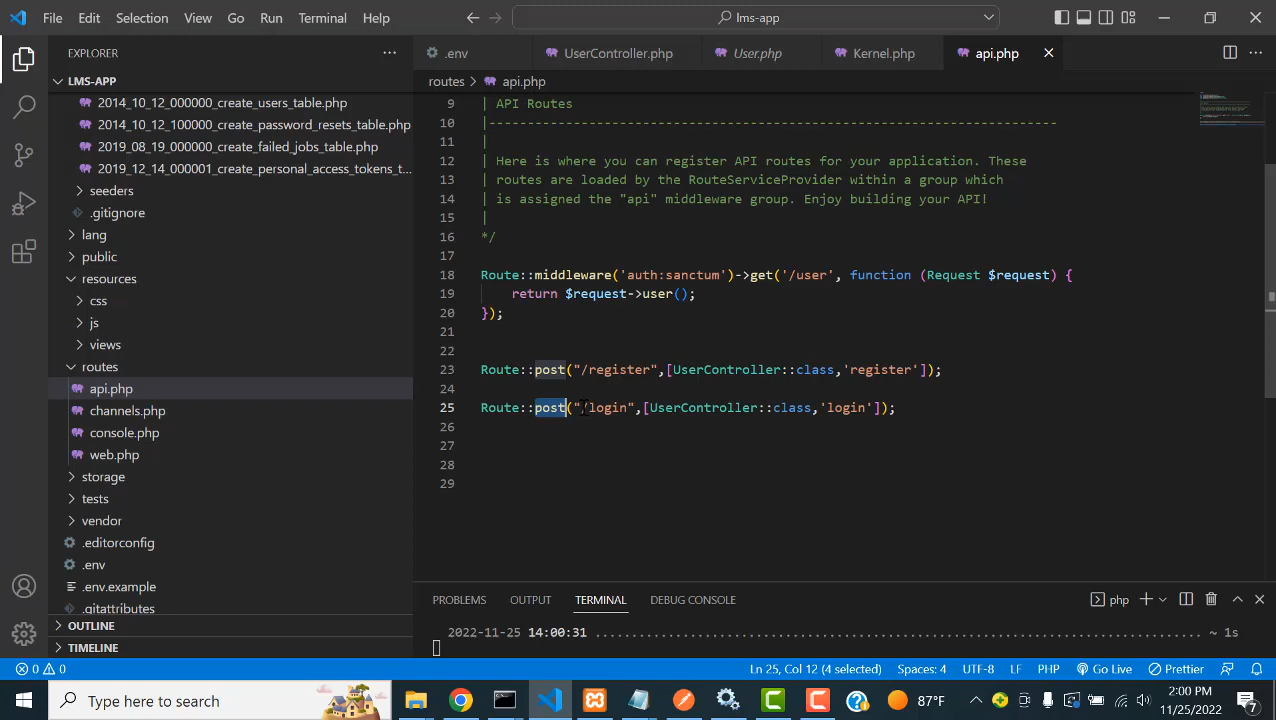 File Edit Selection View Go Run Terminal Help
lms-app
EXPLORER
.env
UserController.php
User.php
Kernel.php
api.php
LMS-APP
routes > api.php
2014_10_12_000000_create_users_table.php
2014_10_12_100000_create_password_resets_table.php
2019_08_19_000000_create_failed_jobs_table.php
2019_12_14_000001_create_personal_access_tokens_t...
seeders
.gitignore
lang
public
resources
css
js
views
routes
api.php
channels.php
console.php
web.php
storage
tests
vendor
.editorconfig
.env
.env.example
.gitattributes
OUTLINE
TIMELINE
9 | API Routes
10 |--------------------------------------------------------------------------
11 |
12 | Here is where you can register API routes for your application. These
13 | routes are loaded by the RouteServiceProvider within a group which
14 | is assigned the "api" middleware group. Enjoy building your API!
15 |
16 */
17
18 Route::middleware('auth:sanctum')->get('/user', function (Request $request) {
19 return $request->user();
20 });
21
22
23 Route::post("/register",[UserController::class,'register']);
24
25 Route::post("/login",[UserController::class,'login']);
26
27
28
29
PROBLEMS OUTPUT TERMINAL DEBUG CONSOLE
php
2022-11-25 14:00:31 ........................................................................................ ~ 1s
0 0
Ln 25, Col 12 (4 selected) Spaces: 4 UTF-8 LF PHP Go Live Prettier
Type here to search
87°F
2:00 PM
11/25/2022
7